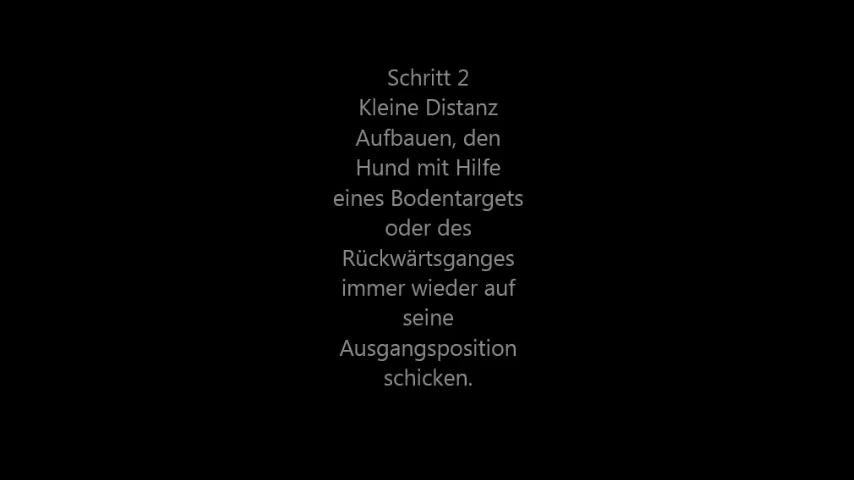 Schritt 2
Kleine Distanz
Aufbauen, den
Hund mit Hilfe
eines Bodentargets
oder des
Rückwärtsganges
immer wieder auf
seine
Ausgangsposition
schicken.